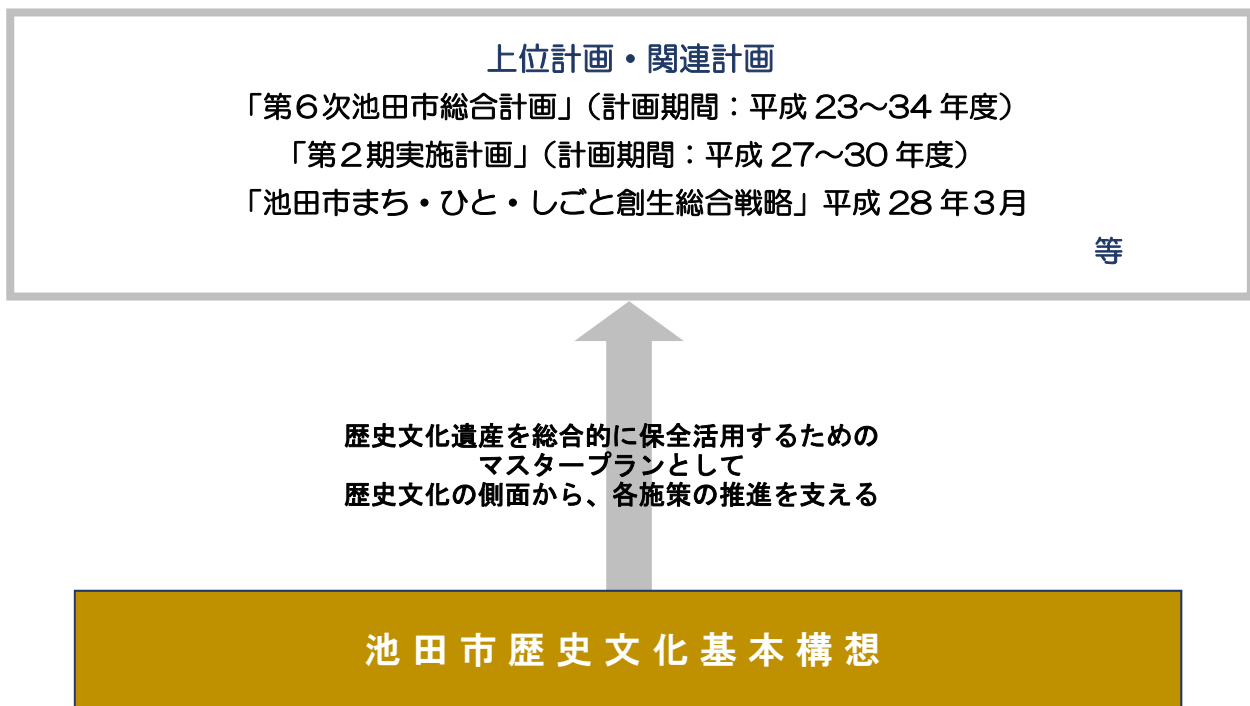 上位計画・関連計画
「第６次池田市総合計画」（計画期間：平成 23～34 年度）
「第２期実施計画」（計画期間：平成 27～30 年度）
「池田市まち・ひと・しごと創生総合戦略」平成 28 年３月
等
歴史文化遺産を総合的に保全活用するための
マスタープランとして
歴史文化の側面から、各施策の推進を支える
池田市歴史文化基本構想